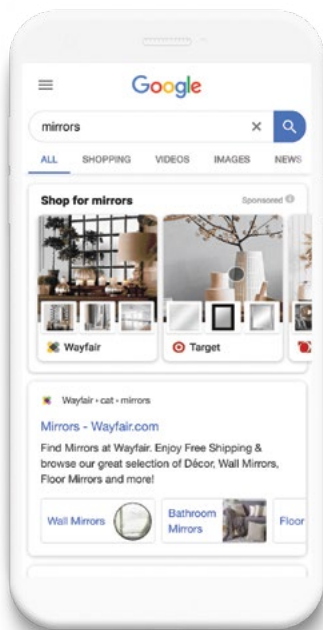 Google
mirrors
ALL SHOPPING VIDEOS IMAGES NEWS
Shop for mirrors Sponsored
Wayfair Target
Wayfair › cat › mirrors
Mirrors - Wayfair.com
Find Mirrors at Wayfair. Enjoy Free Shipping &
browse our great selection of Décor, Wall Mirrors,
Floor Mirrors and more!
Wall Mirrors Bathroom Floor
Mirrors